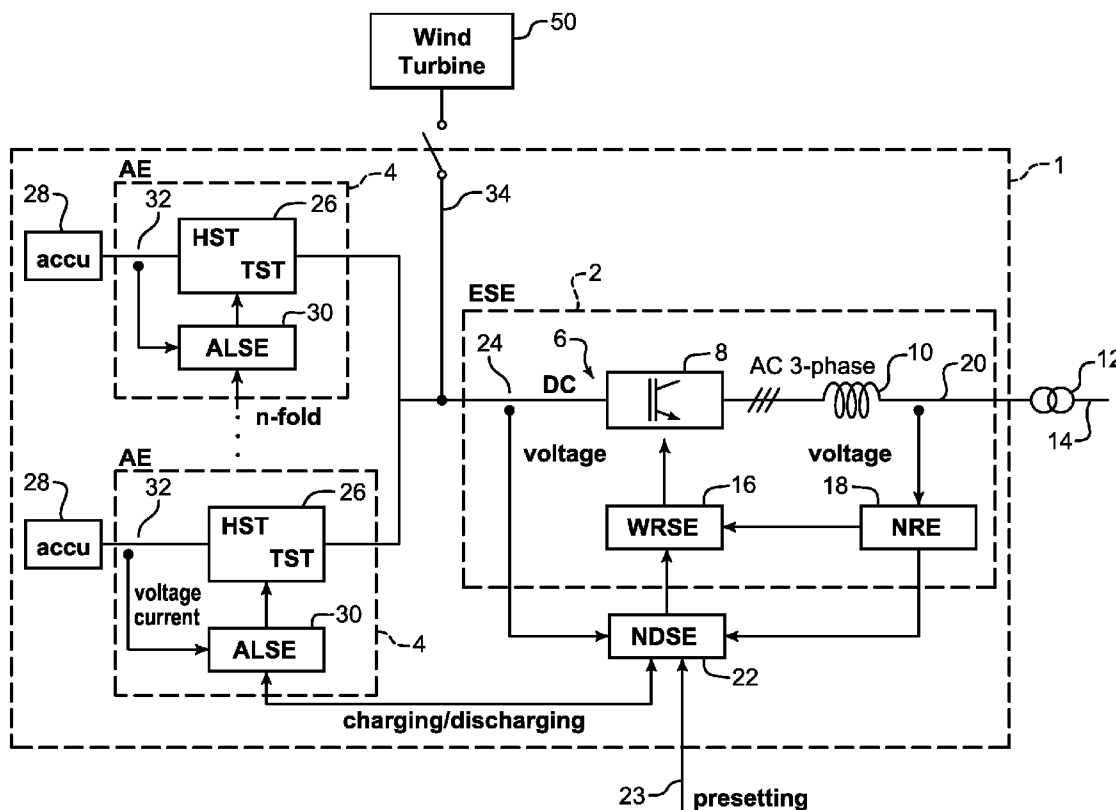 50
Wind
Turbine
AE
4
1
28
32
26
34
accu
HST
TST
2
30
ESE
ALSE
24
6
8
10
20
12
DC
AC 3-phase
14
n-fold
voltage
voltage
AE
28
32
26
16
18
accu
HST
TST
WRSE
NRE
voltage
current
30
4
ALSE
NDSE
22
charging/discharging
23
presetting